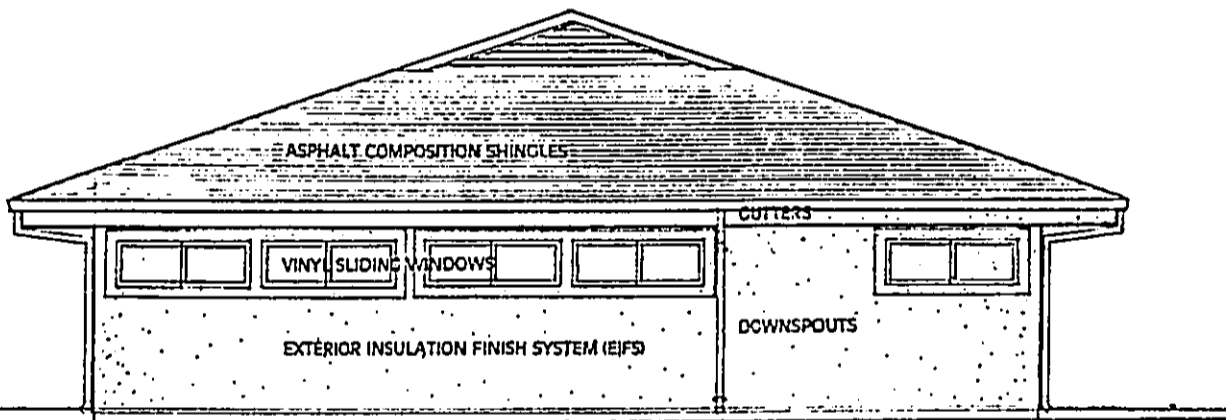 ASPHALT COMPOSITION SHINGLES
GUTTERS
VINYL SLIDING WINDOWS
DOWNSPOUTS
EXTERIOR INSULATION FINISH SYSTEM (EIFS)